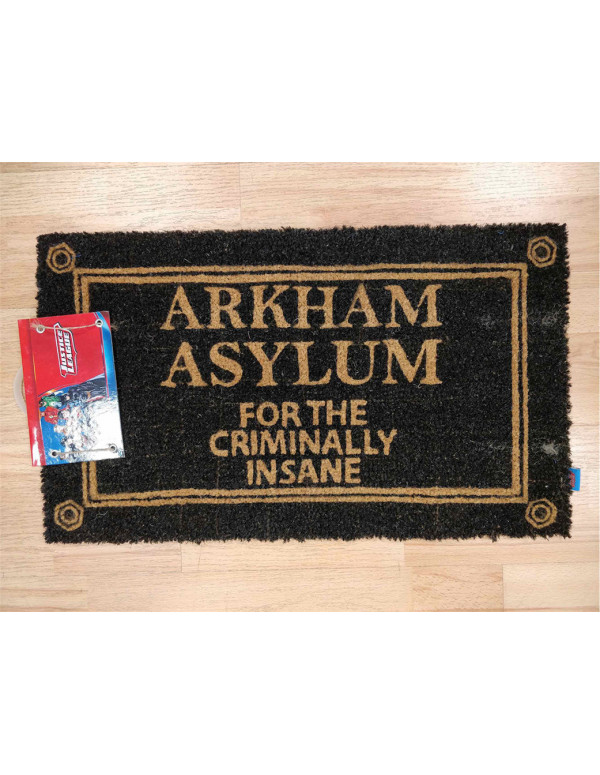 ARKHAM
ASYLUM
FOR THE
CRIMINALLY
INSANE
JUSTICE
LEAGUE